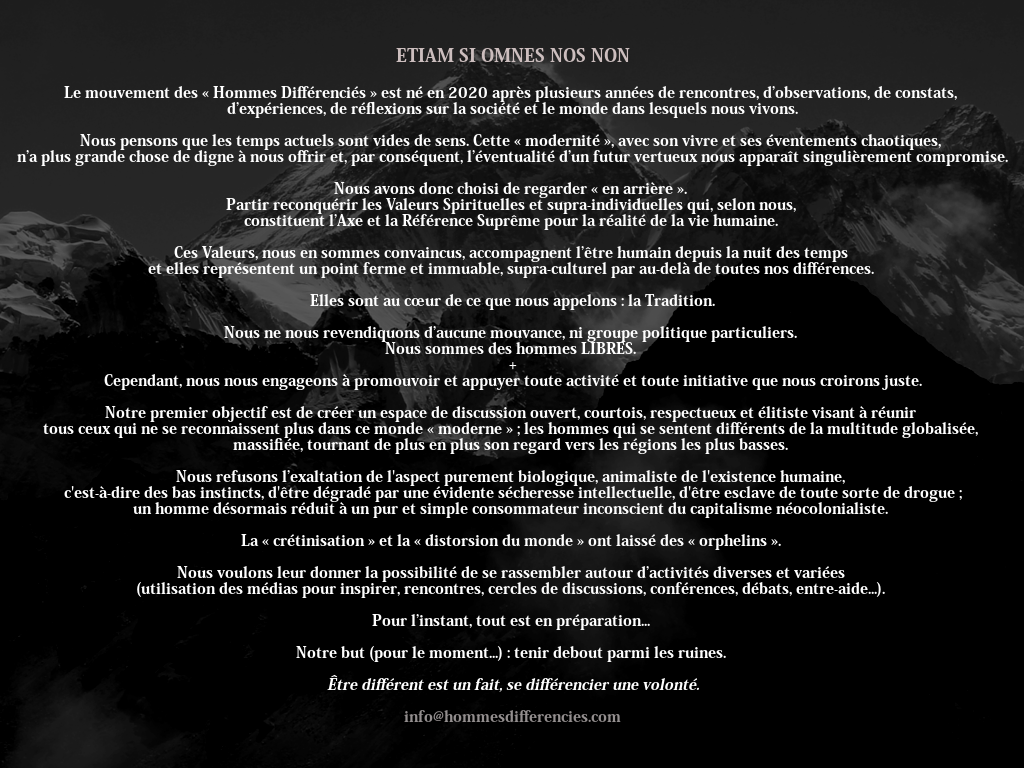 ETIAM SI OMNES NOS NON
Le mouvement des « Hommes Différenciés » est né en 2020 après plusieurs années de rencontres, d’observations, de constats,
d’expériences, de réflexions sur la société et le monde dans lesquels nous vivons.
Nous pensons que les temps actuels sont vides de sens. Cette « modernité », avec son vivre et ses éventements chaotiques,
n’a plus grande chose de digne à nous offrir et, par conséquent, l’éventualité d’un futur vertueux nous apparaît singulièrement compromise.
Nous avons donc choisi de regarder « en arrière ».
Partir reconquérir les Valeurs Spirituelles et supra-individuelles qui, selon nous,
constituent l’Axe et la Référence Suprême pour la réalité de la vie humaine.
Ces Valeurs, nous en sommes convaincus, accompagnent l’être humain depuis la nuit des temps
et elles représentent un point ferme et immuable, supra-culturel par au-delà de toutes nos différences.
Elles sont au cœur de ce que nous appelons : la Tradition.
Nous ne nous revendiquons d’aucune mouvance, ni groupe politique particuliers.
Nous sommes des hommes LIBRES.
+
Cependant, nous nous engageons à promouvoir et appuyer toute activité et toute initiative que nous croirons juste.
Notre premier objectif est de créer un espace de discussion ouvert, courtois, respectueux et élitiste visant à réunir
tous ceux qui ne se reconnaissent plus dans ce monde « moderne » ; les hommes qui se sentent différents de la multitude globalisée,
massifiée, tournant de plus en plus son regard vers les régions les plus basses.
Nous refusons l’exaltation de l'aspect purement biologique, animaliste de l'existence humaine,
c'est-à-dire des bas instincts, d'être dégradé par une évidente sécheresse intellectuelle, d'être esclave de toute sorte de drogue ;
un homme désormais réduit à un pur et simple consommateur inconscient du capitalisme néocolonialiste.
La « crétinisation » et la « distorsion du monde » ont laissé des « orphelins ».
Nous voulons leur donner la possibilité de se rassembler autour d’activités diverses et variées
(utilisation des médias pour inspirer, rencontres, cercles de discussions, conférences, débats, entre-aide...).
Pour l’instant, tout est en préparation...
Notre but (pour le moment...) : tenir debout parmi les ruines.
Être différent est un fait, se différencier une volonté.
info@hommesdifferencies.com